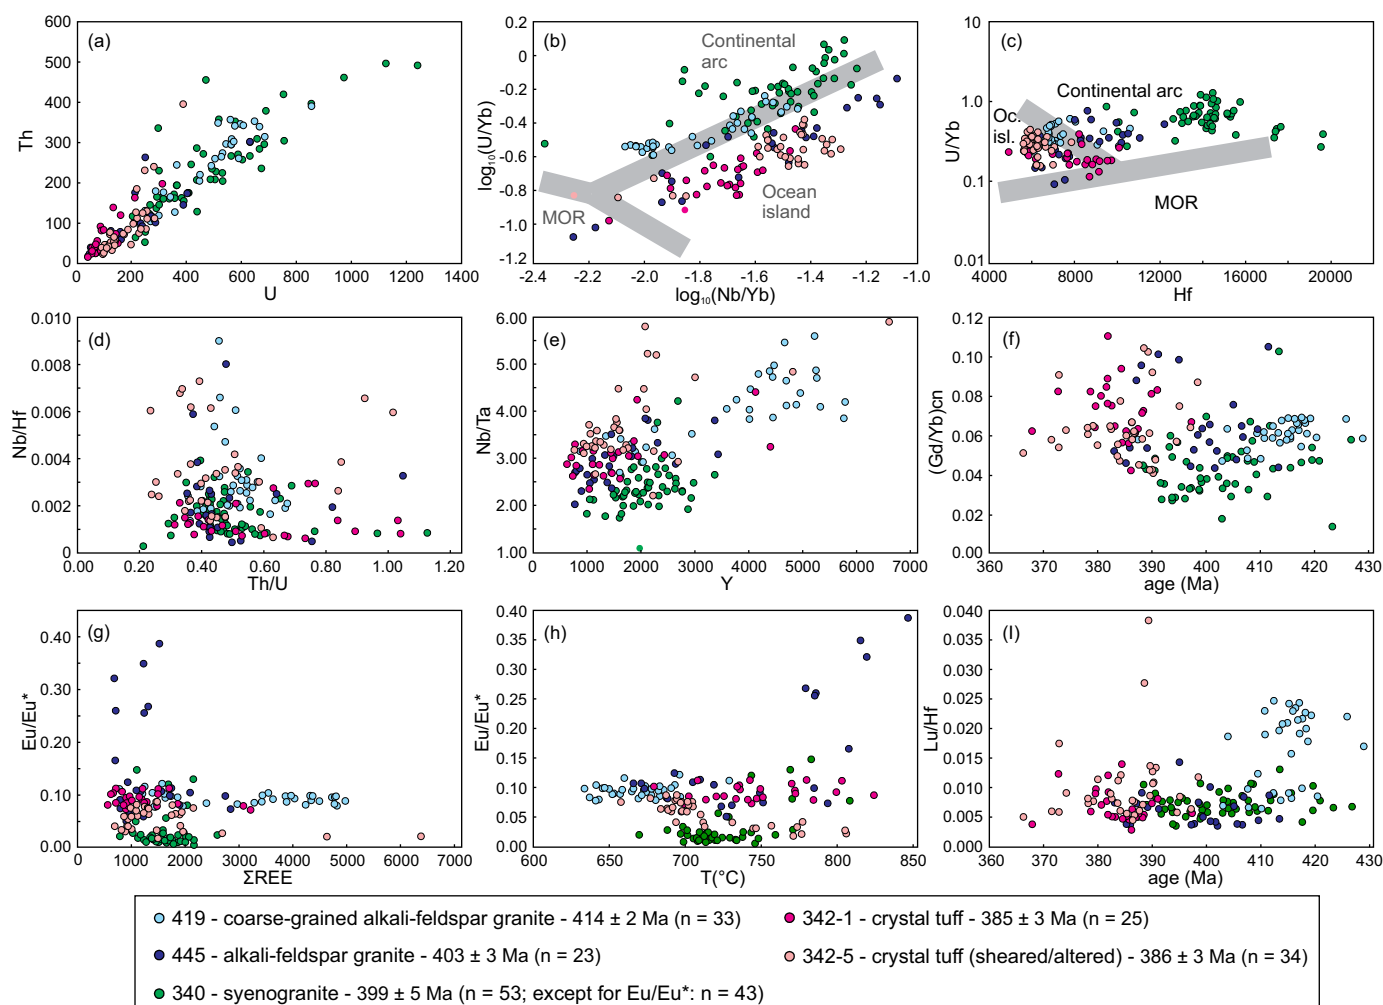 (a)
600
500
400
300
200
100
0
Th
0 200 400 600 800 1000 1200 1400
U
(b)
0.2
0
-0.2
-0.4
-0.6
-0.8
-1.0
-1.2
log₁₀(U/Yb)
Continental
arc
Ocean
island
MOR
-2.4 -2.2 -2.0 -1.8 -1.6 -1.4 -1.2 -1.0
log₁₀(Nb/Yb)
(c)
U/Yb
10
1.0
0.1
0.01
Continental arc
Oc.
isl.
MOR
4000 8000 12000 16000 20000
Hf
(d)
0.010
0.008
0.006
0.004
0.002
0
Nb/Hf
0.00 0.20 0.40 0.60 0.80 1.00 1.20
Th/U
(e)
6.00
5.00
4.00
3.00
2.00
1.00
Nb/Ta
0 1000 2000 3000 4000 5000 6000 7000
Y
(f)
0.12
0.10
0.08
0.06
0.04
0.02
0.00
(Gd/Yb)cn
360 370 380 390 400 410 420 430
age (Ma)
(g)
0.40
0.30
0.20
0.10
0.00
Eu/Eu*
0 1000 2000 3000 4000 5000 6000 7000
ΣREE
(h)
0.40
0.35
0.30
0.25
0.20
0.15
0.10
0.05
0.00
Eu/Eu*
600 650 700 750 800 850
T(°C)
(I)
0.040
0.035
0.030
0.025
0.020
0.015
0.010
0.005
0.000
Lu/Hf
360 370 380 390 400 410 420 430
age (Ma)
419 - coarse-grained alkali-feldspar granite - 414 ± 2 Ma (n = 33)
445 - alkali-feldspar granite - 403 ± 3 Ma (n = 23)
340 - syenogranite - 399 ± 5 Ma (n = 53; except for Eu/Eu*: n = 43)
342-1 - crystal tuff - 385 ± 3 Ma (n = 25)
342-5 - crystal tuff (sheared/altered) - 386 ± 3 Ma (n = 34)